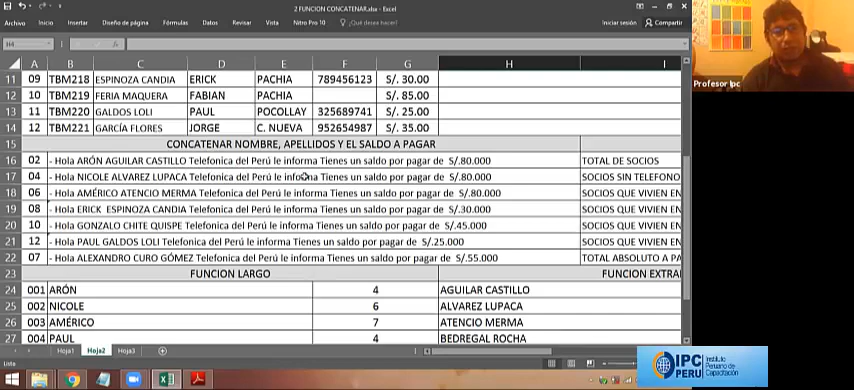 2 FUNCION CONCATENAR.xlsx - Excel
Archivo Inicio Insertar Diseño de página Fórmulas Datos Revisar Vista Nitro Pro 10 ¿Qué desea hacer? Iniciar sesión Compartir
H4 fx
A B C D E F G H I
11 09 TBM218 ESPINOZA CANDIA ERICK PACHIA 789456123 S/. 30.00
12 10 TBM219 FERIA MAQUERA FABIAN PACHIA S/. 85.00
13 11 TBM220 GALDOS LOLI PAUL POCOLLAY 325689741 S/. 25.00
14 12 TBM221 GARCÍA FLORES JORGE C. NUEVA 952654987 S/. 35.00
15 CONCATENAR NOMBRE, APELLIDOS Y EL SALDO A PAGAR
16 02 - Hola ARÓN AGUILAR CASTILLO Telefonica del Perú le informa Tienes un saldo por pagar de S/.80.000 TOTAL DE SOCIOS
17 04 - Hola NICOLE ALVAREZ LUPACA Telefonica del Perú le informa Tienes un saldo por pagar de S/.80.000 SOCIOS SIN TELEFONO
18 06 - Hola AMÉRICO ATENCIO MERMA Telefonica del Perú le informa Tienes un saldo por pagar de S/.80.000 SOCIOS QUE VIVIEN EN
19 08 - Hola ERICK ESPINOZA CANDIA Telefonica del Perú le informa Tienes un saldo por pagar de S/.30.000 SOCIOS QUE VIVIEN EN
20 10 - Hola GONZALO CHITE QUISPE Telefonica del Perú le informa Tienes un saldo por pagar de S/.45.000 SOCIOS QUE VIVIEN EN
21 12 - Hola PAUL GALDOS LOLI Telefonica del Perú le informa Tienes un saldo por pagar de S/.25.000 SOCIOS QUE VIVIEN EN
22 07 - Hola ALEXANDRO CURO GÓMEZ Telefonica del Perú le informa Tienes un saldo por pagar de S/.55.000 TOTAL ABSOLUTO A PA
23 FUNCION LARGO FUNCION EXTRA
24 001 ARÓN 4 AGUILAR CASTILLO
25 002 NICOLE 6 ALVAREZ LUPACA
26 003 AMÉRICO 7 ATENCIO MERMA
27 004 PAUL 4 BEDREGAL ROCHA
Hoja1 Hoja2 Hoja3
Listo
Profesor Ipc
IPC PERÚ Instituto Peruano de Capacitación